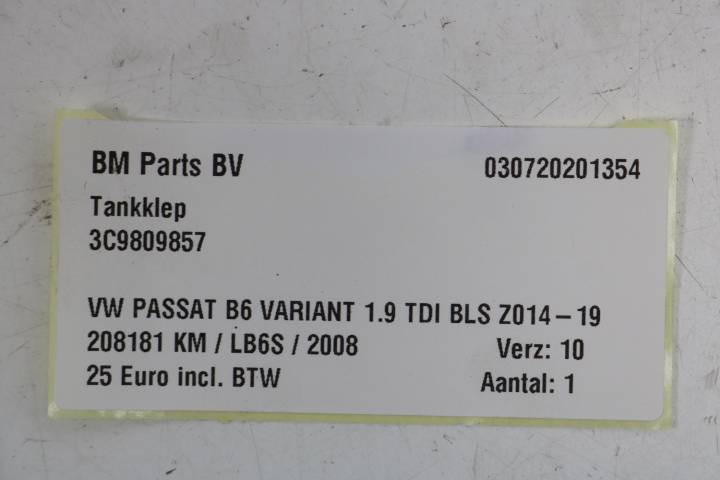 BM Parts BV 030720201354
Tankklep
3C9809857
VW PASSAT B6 VARIANT 1.9 TDI BLS Z014-19
208181 KM / LB6S / 2008 Verz: 10
25 Euro incl. BTW Aantal: 1